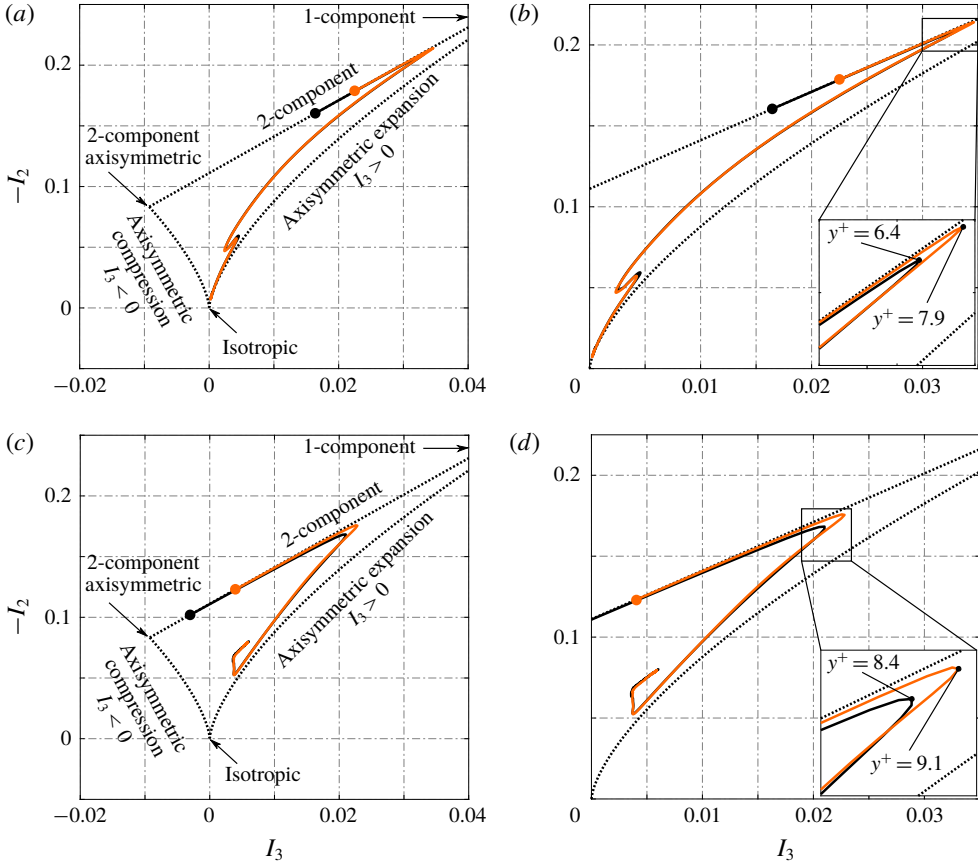 (a)
1-component
0.2
2-component
2-component
axisymmetric
Axisymmetric expansion
I₃ > 0
−I₂
0.1
Axisymmetric
compression
I₃ < 0
0
Isotropic
−0.02
0
0.02
0.04
(b)
0.2
0.1
y⁺ = 6.4
y⁺ = 7.9
0
0.01
0.02
0.03
(c)
1-component
0.2
2-component
2-component
axisymmetric
Axisymmetric expansion
I₃ > 0
−I₂
0.1
Axisymmetric
compression
I₃ < 0
0
Isotropic
−0.02
0
0.02
0.04
I₃
(d)
0.2
0.1
y⁺ = 8.4
y⁺ = 9.1
0
0.01
0.02
0.03
I₃